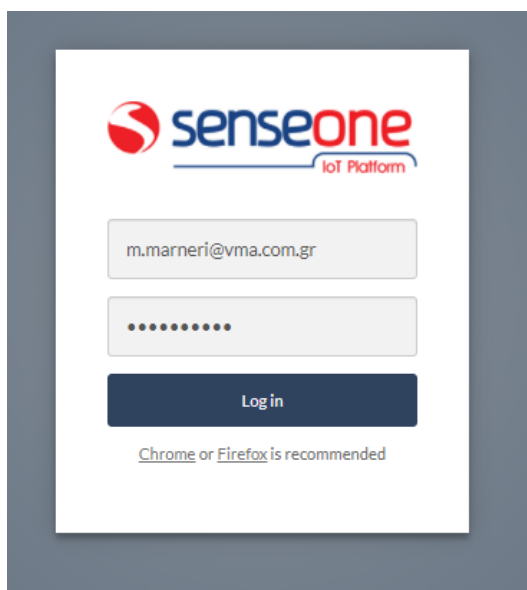 senseone
IoT Platform
m.marneri@vma.com.gr
••••••••••
Log in
Chrome or Firefox is recommended